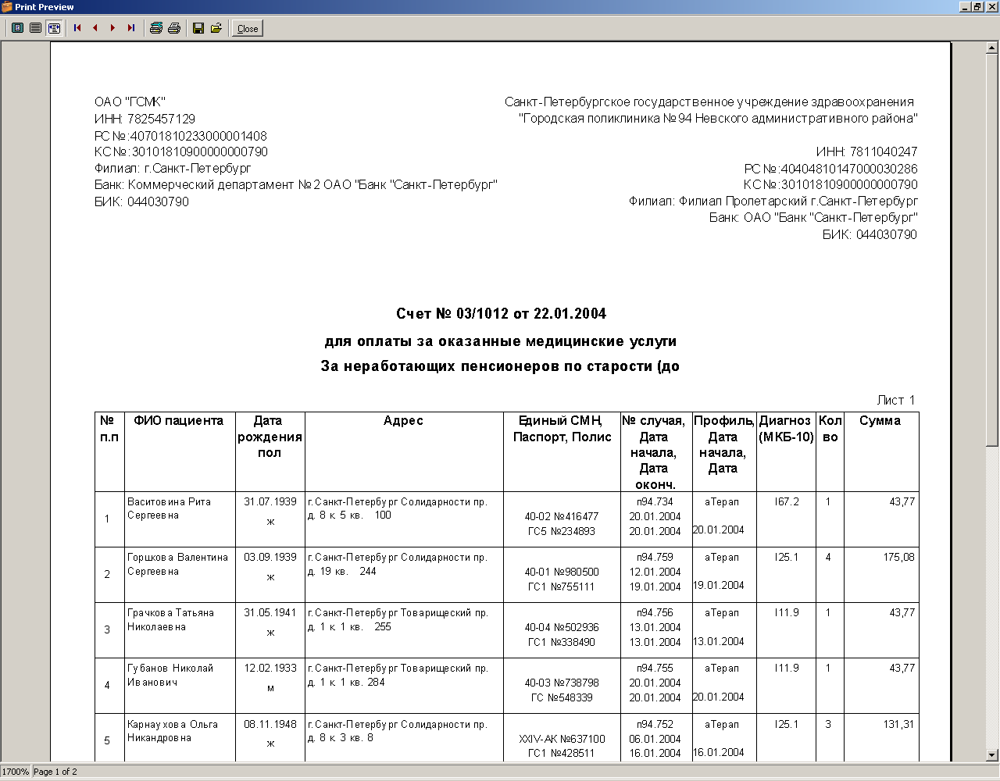 Print Preview
Close
ОАО "ГСМК"
ИНН: 7825457129
РС №:40701810233000001408
КС №:30101810900000000790
Филиал: г.Санкт-Петербург
Банк: Коммерческий департамент № 2 ОАО "Банк "Санкт-Петербург"
БИК: 044030790
Санкт-Петербургское государственное учреждение здравоохранения
"Городская поликлиника № 94 Невского административного района"
ИНН: 7811040247
РС №:40404810147000030286
КС №:30101810900000000790
Филиал: Филиал Пролетарский г.Санкт-Петербург
Банк: ОАО "Банк "Санкт-Петербург"
БИК: 044030790
Счет № 03/1012 от 22.01.2004
для оплаты за оказанные медицинские услуги
За неработающих пенсионеров по старости (до
Лист 1
№ п.п ФИО пациента Дата рождения пол Адрес Единый СМН, Паспорт, Полис № случая, Дата начала, Дата оконч. Профиль, Дата начала, Дата Диагноз (МКБ-10) Кол во Сумма
Васитовина Рита 31.07.1939 г.Санкт-Петербург Солидарности пр. п94.734 аТерап I67.2 1 43,77
1 Сергеевна ж д. 8 к. 5 кв. 100 40-02 №416477 20.01.2004
ГС5 №234893 20.01.2004 20.01.2004
Горшкова Валентина 03.09.1939 г.Санкт-Петербург Солидарности пр. п94.759 аТерап I25.1 4 175,08
2 Сергеевна ж д. 19 кв. 244 40-01 №980500 12.01.2004
ГС1 №755111 19.01.2004 19.01.2004
Грачкова Татьяна 31.05.1941 г.Санкт-Петербург Товарищеский пр. п94.756 аТерап I11.9 1 43,77
3 Николаевна ж д. 1 к. 1 кв. 255 40-04 №502936 13.01.2004
ГС1 №338490 13.01.2004 13.01.2004
Губанов Николай 12.02.1933 г.Санкт-Петербург Товарищеский пр. п94.755 аТерап I11.9 1 43,77
4 Иванович м д. 1 к. 1 кв. 284 40-03 №738798 20.01.2004
ГС №548339 20.01.2004 20.01.2004
Карнаухова Ольга 08.11.1948 г.Санкт-Петербург Солидарности пр. п94.752 аТерап I25.1 3 131,31
5 Никандровна ж д. 8 к. 3 кв. 8 XXIV-АК №637100 06.01.2004
ГС1 №428511 16.01.2004 16.01.2004
1700% Page 1 of 2